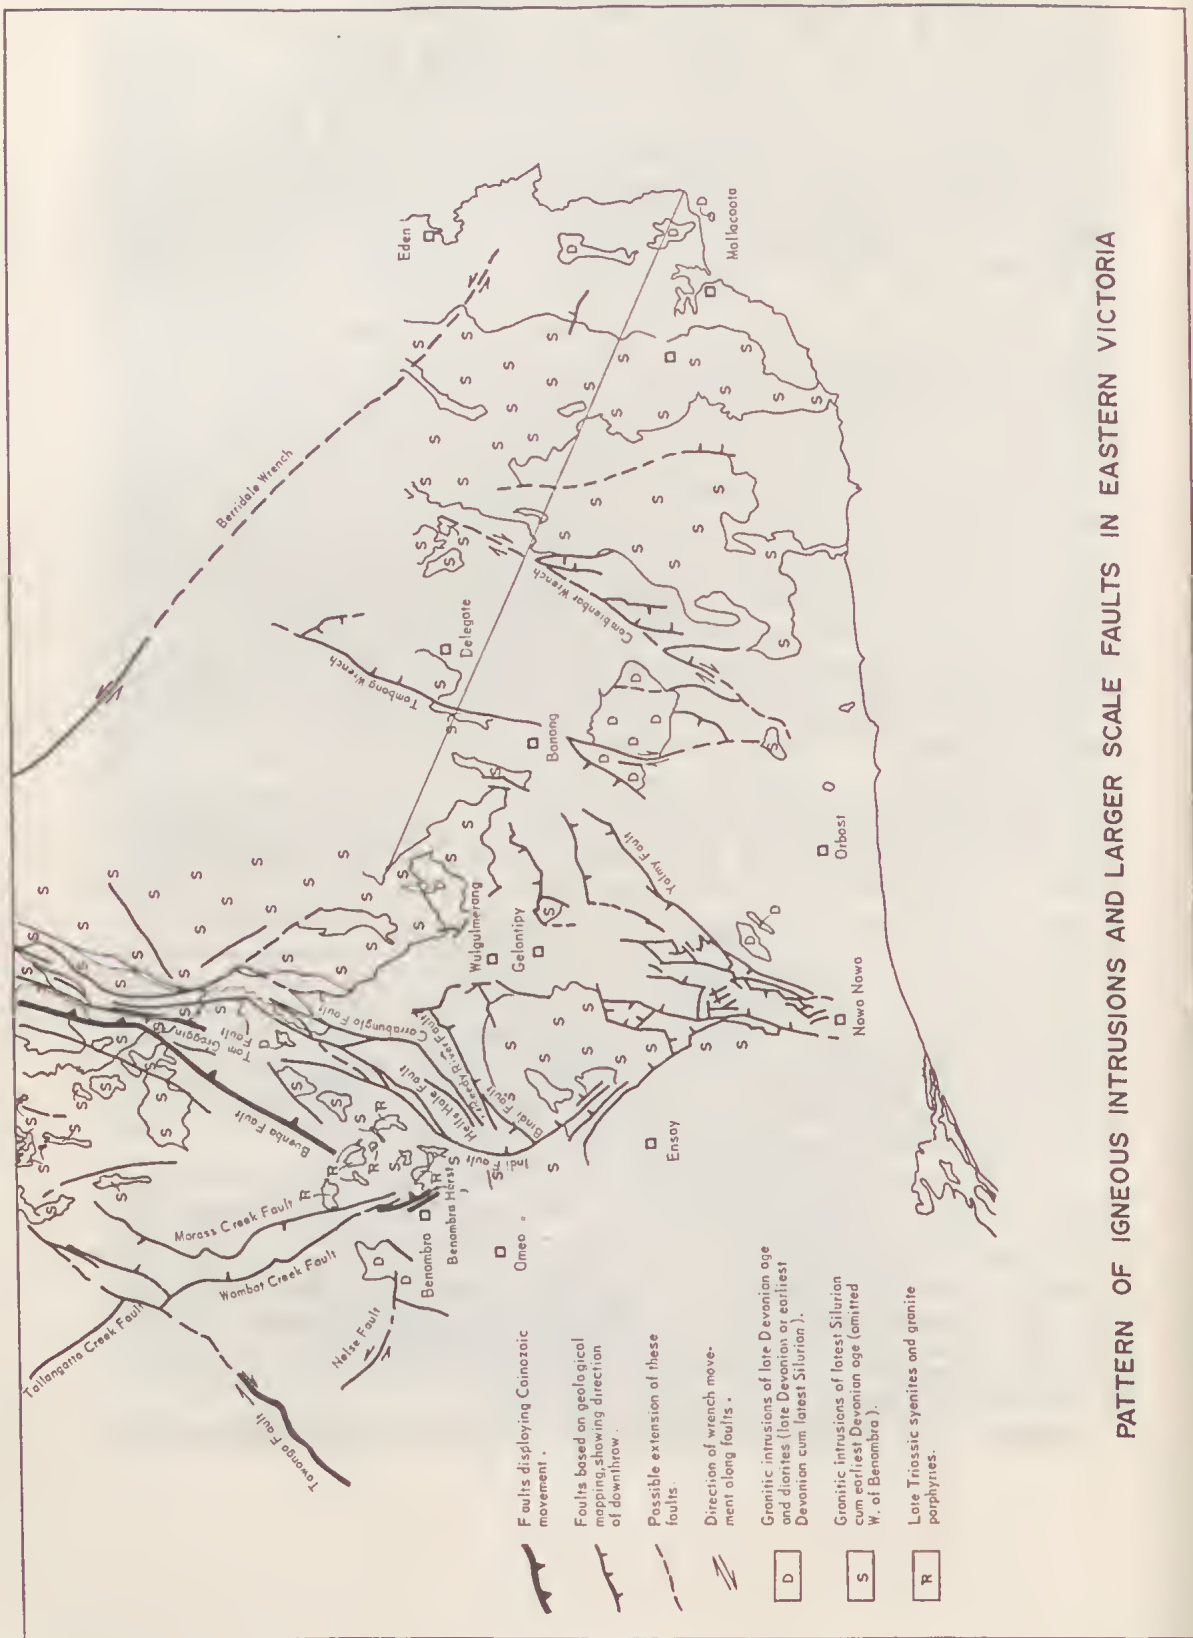 Eden
Mallacoota
Berridale Wrench
Combienbar Wrench
Delegate
Tombong Wrench
Bonang
Orbost
Yalmy Fault
Wulgulmerang
Gelantipy
Nowa Nowa
Carrabungla Fault
Reedy River Fault
Hells Hole Fault
Bindi Fault
Indi Fault
Tom Groggin
Fault
Buenba Fault
Ensay
Morass Creek Fault
Wombat Creek Fault
Benambra
Benambra Horst
Omeo
Tallangatta Creek Fault
Nelse Fault
Tawonga Fault
Faults displaying Cainozoic
movement.
Faults based on geological
mapping, showing direction
of downthrow.
Possible extension of these
faults.
Direction of wrench move-
ment along faults.
D
Granitic intrusions of late Devonian age
and diorites (late Devonian or earliest
Devonian cum latest Silurian).
S
Granitic intrusions of latest Silurian
cum earliest Devonian age (omitted
W. of Benambra).
R
Late Triassic syenites and granite
porphyries.
PATTERN OF IGNEOUS INTRUSIONS AND LARGER SCALE FAULTS IN EASTERN VICTORIA